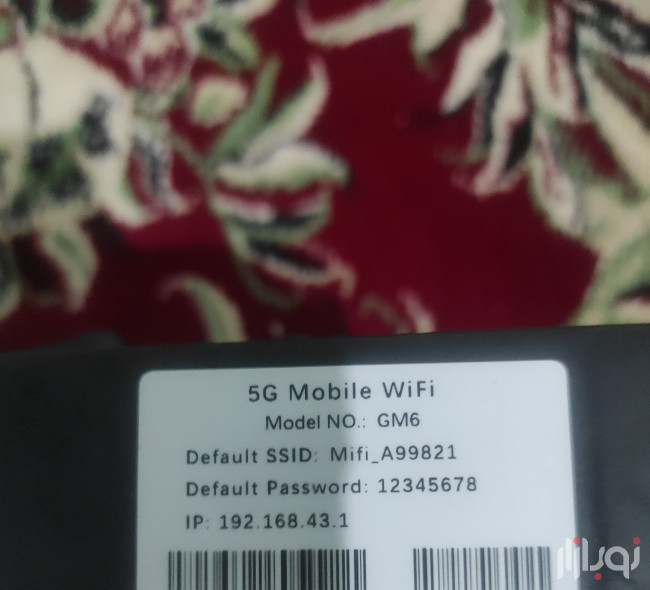 5G Mobile WiFi
Model NO.: GM6
Default SSID: Mifi_A99821
Default Password: 12345678
IP: 192.168.43.1
نوبازار